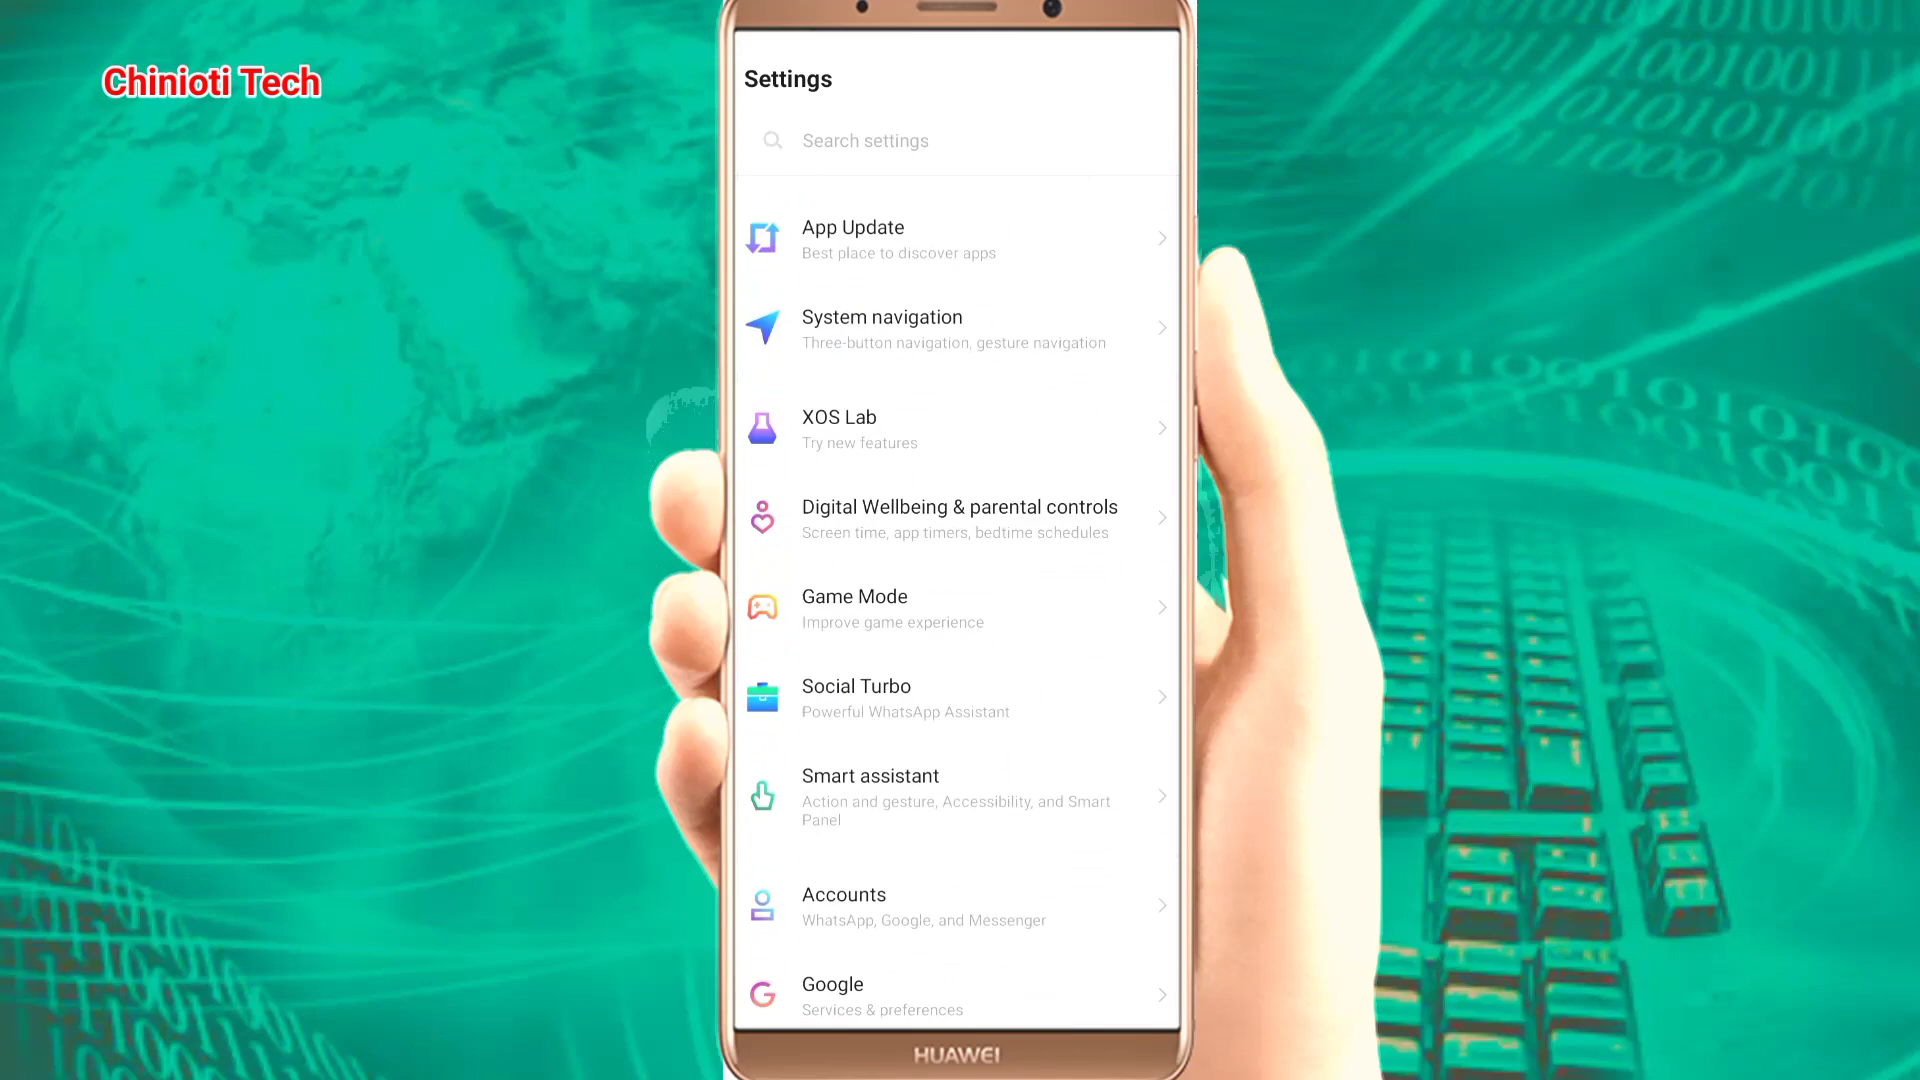 Chinioti Tech
Settings
Search settings
App Update
Best place to discover apps
System navigation
Three-button navigation, gesture navigation
XOS Lab
Try new features
Digital Wellbeing & parental controls
Screen time, app timers, bedtime schedules
Game Mode
Improve game experience
Social Turbo
Powerful WhatsApp Assistant
Smart assistant
Action and gesture, Accessibility, and Smart
Panel
Accounts
WhatsApp, Google, and Messenger
Google
Services & preferences
HUAWEI